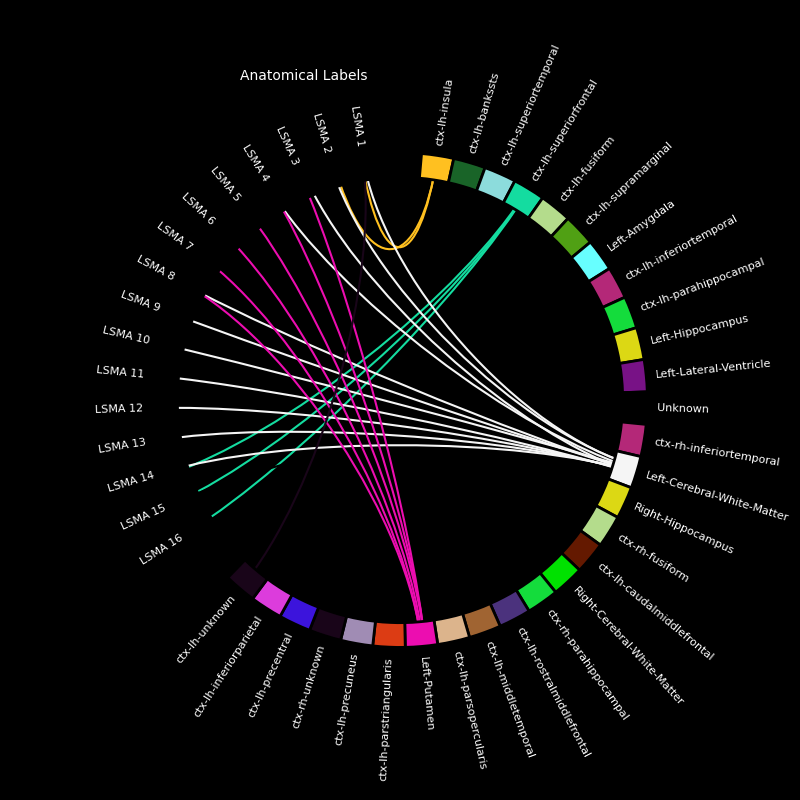 Anatomical Labels
LSMA 1
LSMA 2
LSMA 3
LSMA 4
LSMA 5
LSMA 6
LSMA 7
LSMA 8
LSMA 9
LSMA 10
LSMA 11
LSMA 12
LSMA 13
LSMA 14
LSMA 15
LSMA 16
ctx-lh-insula
ctx-lh-bankssts
ctx-lh-superiortemporal
ctx-lh-superiorfrontal
ctx-lh-fusiform
ctx-lh-supramarginal
Left-Amygdala
ctx-lh-inferiortemporal
ctx-lh-parahippocampal
Left-Hippocampus
Left-Lateral-Ventricle
Unknown
ctx-rh-inferiortemporal
Left-Cerebral-White-Matter
Right-Hippocampus
ctx-rh-fusiform
ctx-lh-caudalmiddlefrontal
Right-Cerebral-White-Matter
ctx-rh-parahippocampal
ctx-lh-rostralmiddlefrontal
ctx-lh-middletemporal
ctx-lh-parsopercularis
Left-Putamen
ctx-lh-parstriangularis
ctx-lh-precuneus
ctx-rh-unknown
ctx-lh-precentral
ctx-lh-inferiorparietal
ctx-lh-unknown